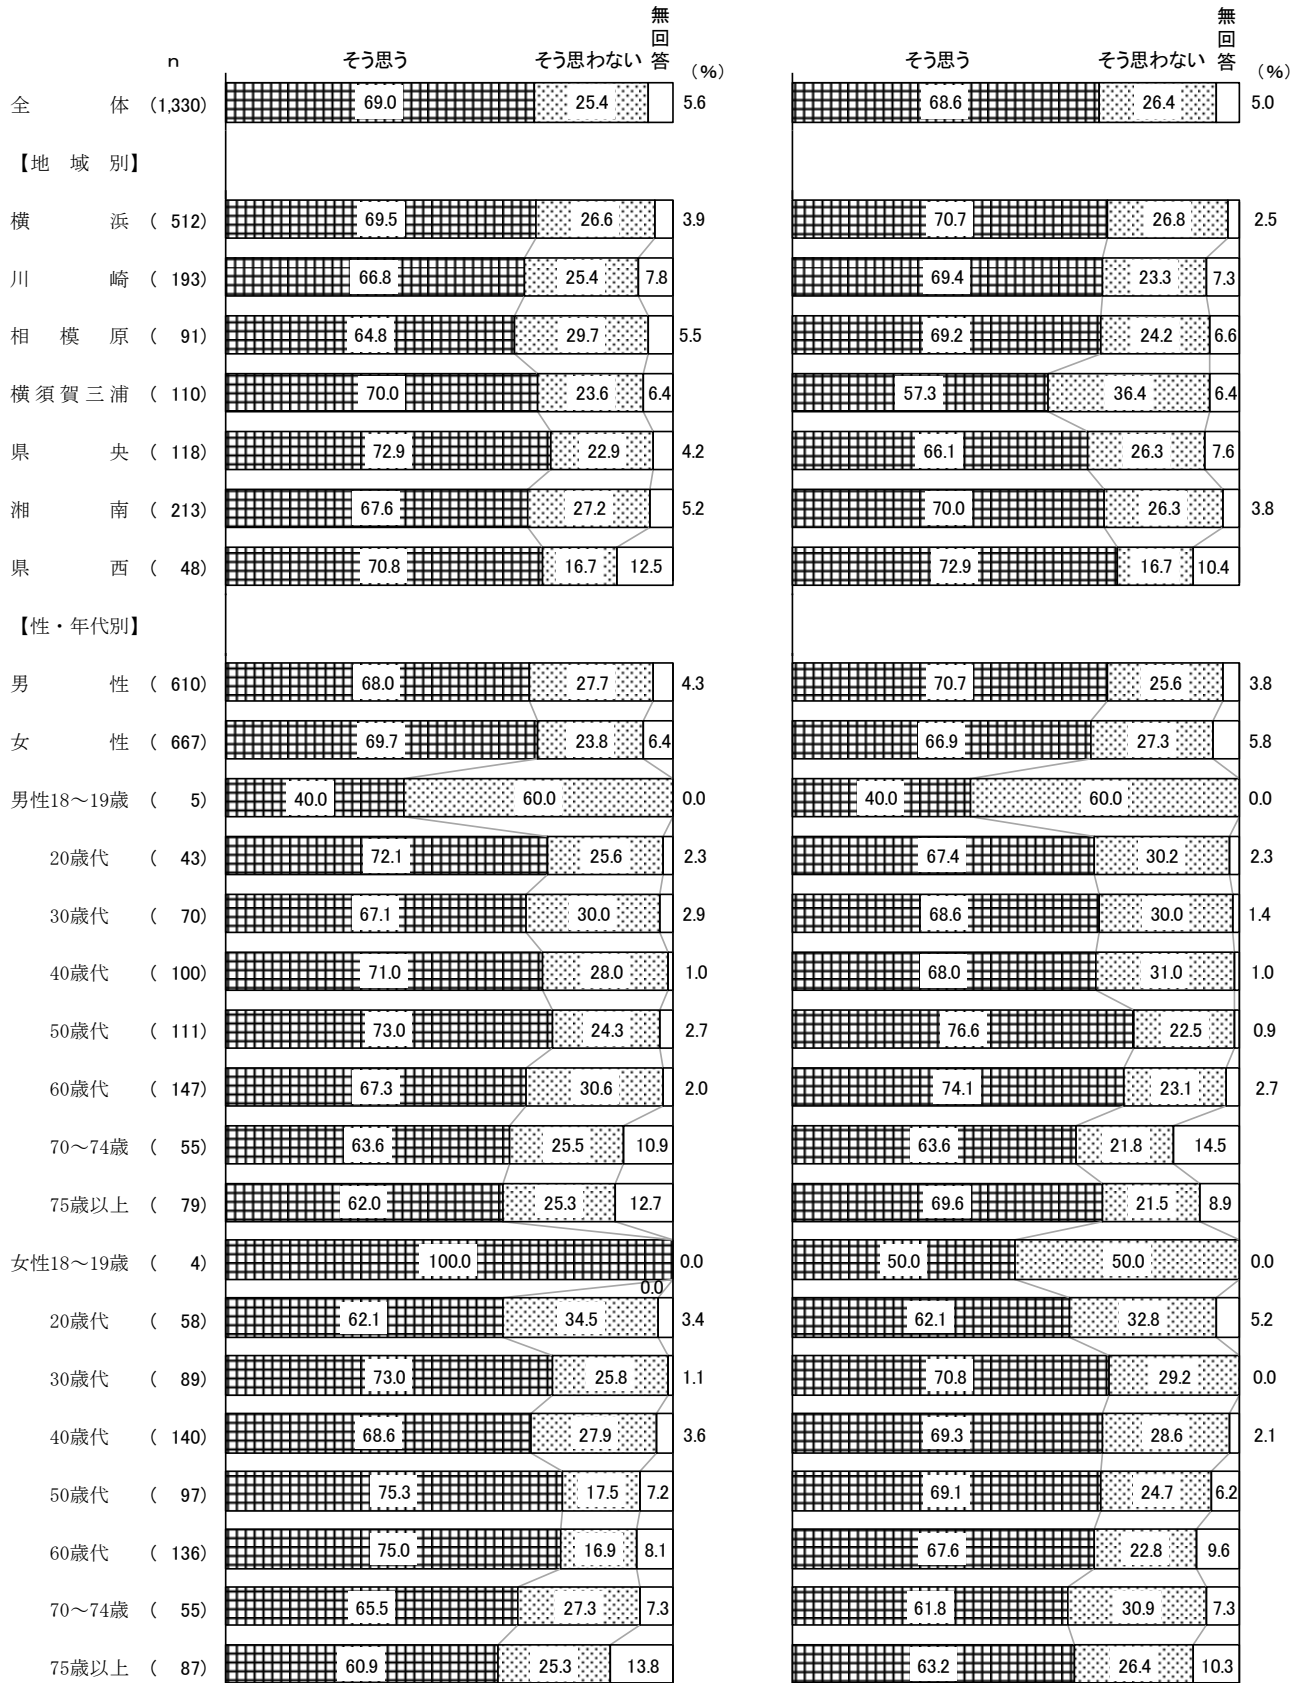 無回答 無回答
n そう思う そう思わない (%) そう思う そう思わない (%)
全体 (1,330) 69.0 25.4 5.6 68.6 26.4 5.0
【地域別】
横浜 ( 512) 69.5 26.6 3.9 70.7 26.8 2.5
川崎 ( 193) 66.8 25.4 7.8 69.4 23.3 7.3
相模原 ( 91) 64.8 29.7 5.5 69.2 24.2 6.6
横須賀三浦 ( 110) 70.0 23.6 6.4 57.3 36.4 6.4
県央 ( 118) 72.9 22.9 4.2 66.1 26.3 7.6
湘南 ( 213) 67.6 27.2 5.2 70.0 26.3 3.8
県西 ( 48) 70.8 16.7 12.5 72.9 16.7 10.4
【性・年代別】
男性 ( 610) 68.0 27.7 4.3 70.7 25.6 3.8
女性 ( 667) 69.7 23.8 6.4 66.9 27.3 5.8
男性18～19歳 ( 5) 40.0 60.0 0.0 40.0 60.0 0.0
20歳代 ( 43) 72.1 25.6 2.3 67.4 30.2 2.3
30歳代 ( 70) 67.1 30.0 2.9 68.6 30.0 1.4
40歳代 ( 100) 71.0 28.0 1.0 68.0 31.0 1.0
50歳代 ( 111) 73.0 24.3 2.7 76.6 22.5 0.9
60歳代 ( 147) 67.3 30.6 2.0 74.1 23.1 2.7
70～74歳 ( 55) 63.6 25.5 10.9 63.6 21.8 14.5
75歳以上 ( 79) 62.0 25.3 12.7 69.6 21.5 8.9
女性18～19歳 ( 4) 100.0 0.0 50.0 50.0 0.0
0.0
20歳代 ( 58) 62.1 34.5 3.4 62.1 32.8 5.2
30歳代 ( 89) 73.0 25.8 1.1 70.8 29.2 0.0
40歳代 ( 140) 68.6 27.9 3.6 69.3 28.6 2.1
50歳代 ( 97) 75.3 17.5 7.2 69.1 24.7 6.2
60歳代 ( 136) 75.0 16.9 8.1 67.6 22.8 9.6
70～74歳 ( 55) 65.5 27.3 7.3 61.8 30.9 7.3
75歳以上 ( 87) 60.9 25.3 13.8 63.2 26.4 10.3